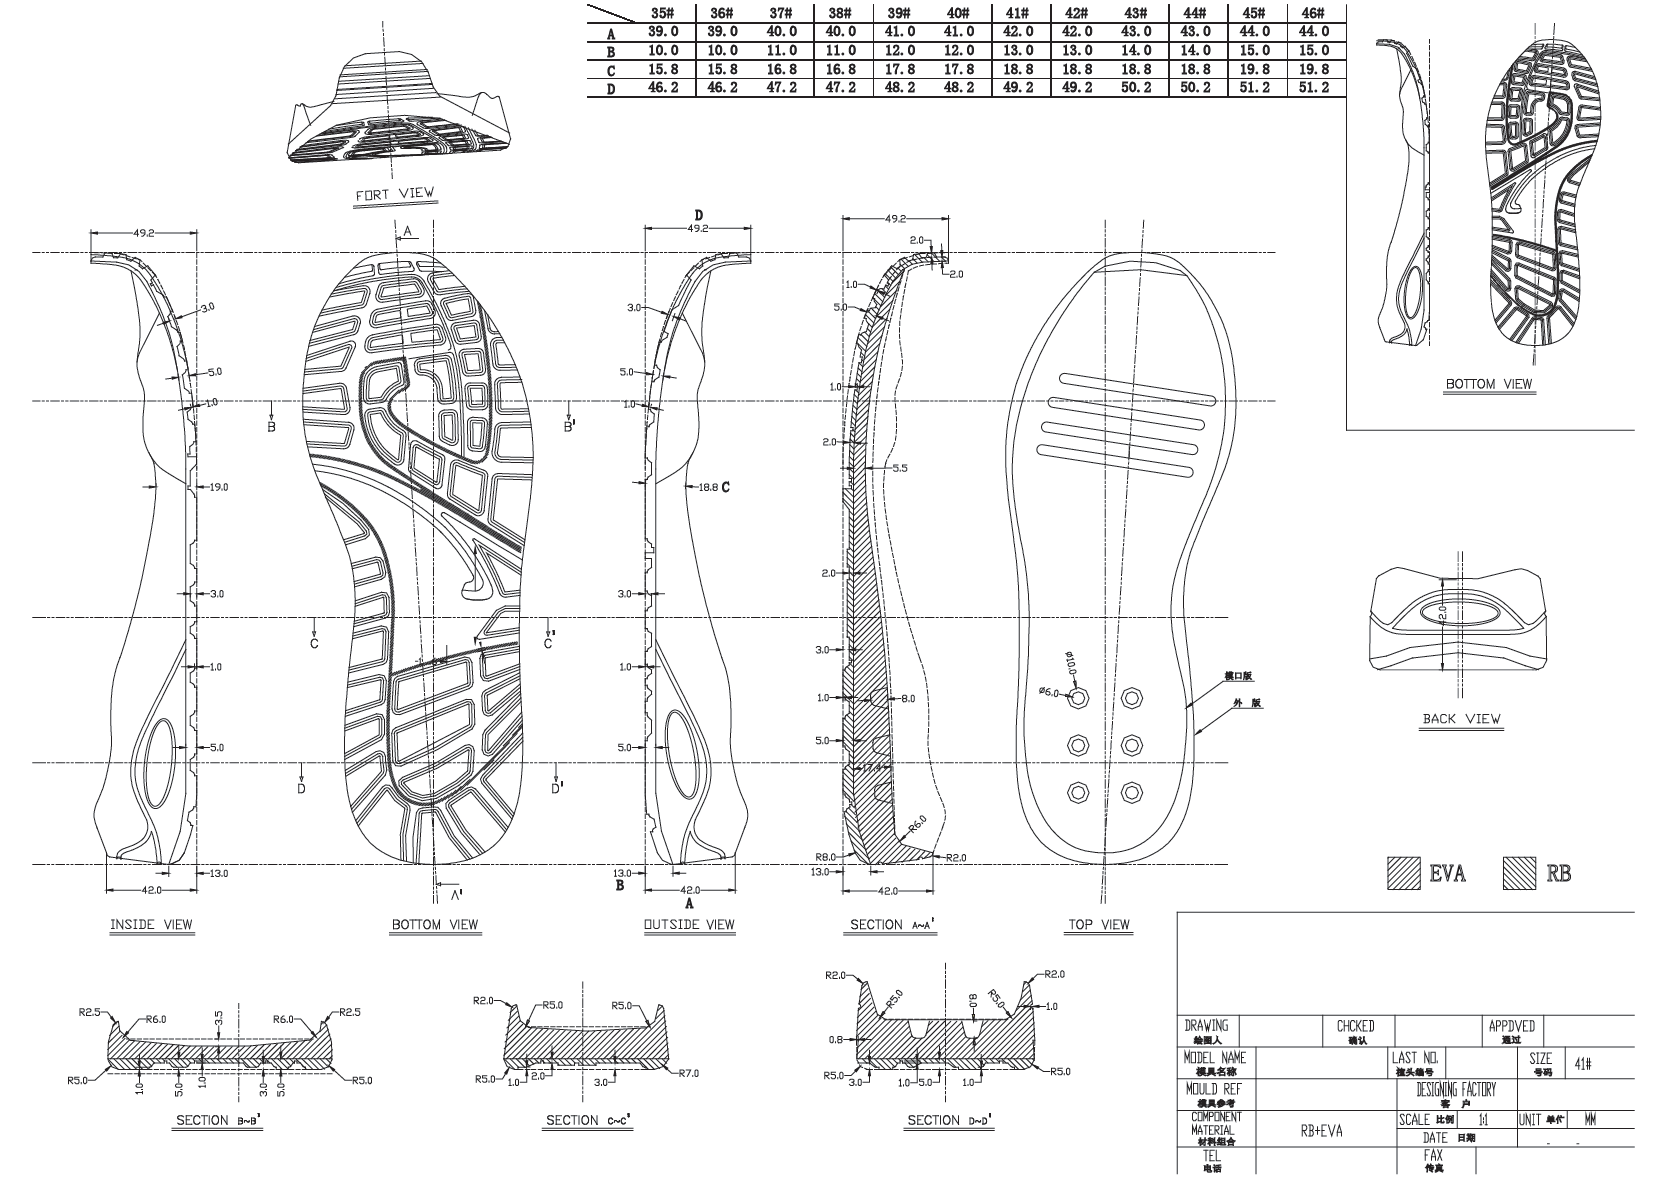 35# 36# 37# 38# 39# 40# 41# 42# 43# 44# 45# 46#
A 39.0 39.0 40.0 40.0 41.0 41.0 42.0 42.0 43.0 43.0 44.0 44.0
B 10.0 10.0 11.0 11.0 12.0 12.0 13.0 13.0 14.0 14.0 15.0 15.0
C 15.8 15.8 16.8 16.8 17.8 17.8 18.8 18.8 18.8 18.8 19.8 19.8
D 46.2 46.2 47.2 47.2 48.2 48.2 49.2 49.2 50.2 50.2 51.2 51.2
FORT VIEW
BOTTOM VIEW
49.2
3.0
5.0
1.0
19.0
3.0
1.0
5.0
13.0
42.0
INSIDE VIEW
A
B B'
C C'
D D'
A'
BOTTOM VIEW
D
49.2
3.0
5.0
1.0
18.8 C
3.0
1.0
5.0
13.0
B
42.0
A
OUTSIDE VIEW
49.2
2.0
2.0
1.0
5.0
1.0
2.0
5.5
2.0
3.0
1.0
8.0
5.0
17.4
R6.0
R8.0
R2.0
13.0
42.0
SECTION A~A'
Ø10.0
Ø6.0
模口版
外 版
TOP VIEW
42.0
BACK VIEW
EVA
RB
R2.5 R6.0 3.5 R6.0 R2.5
R5.0 1.0 5.0 1.0 3.0 5.0 R5.0
SECTION B~B'
R2.0 R5.0 R5.0
R5.0 1.0 2.0 3.0 R7.0
SECTION C~C'
R2.0 R5.0 8.0 R5.0 R2.0
1.0
0.8
R5.0 3.0 1.0 5.0 1.0 R5.0
SECTION D~D'
DRAWING CHCKED APPDVED
绘图人 确认 通过
MODEL NAME LAST NO. SIZE 41#
模具名称 楦头编号 号码
MOULD REF DESIGNING FACTORY
模具参考 客 户
COMPONENT MATERIAL RB+EVA SCALE 比例 1:1 UNIT 单位 MM
材料组合 DATE 日期 - -
TEL FAX
电话 传真